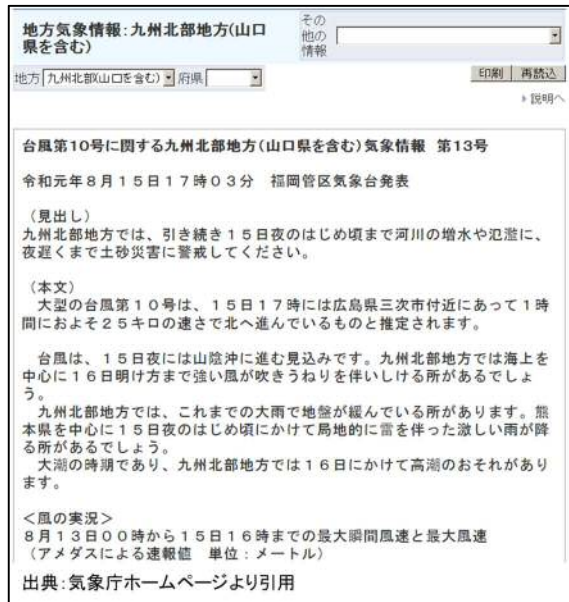 地方気象情報:九州北部地方(山口県を含む)
その他の情報
地方 九州北部(山口を含む) 府県
印刷 再読込
説明へ
台風第10号に関する九州北部地方(山口県を含む)気象情報 第13号
令和元年8月15日17時03分 福岡管区気象台発表
(見出し)
九州北部地方では、引き続き15日夜のはじめ頃まで河川の増水や氾濫に、
夜遅くまで土砂災害に警戒してください。
(本文)
大型の台風第10号は、15日17時には広島県三次市付近にあって1時
間におよそ25キロの速さで北へ進んでいるものと推定されます。
台風は、15日夜には山陰沖に進む見込みです。九州北部地方では海上を
中心に16日明け方まで強い風が吹きうねりを伴いしける所があるでしょ
う。
九州北部地方では、これまでの大雨で地盤が緩んでいる所があります。熊
本県を中心に15日夜のはじめ頃にかけて局地的に雷を伴った激しい雨が降
る所があるでしょう。
大潮の時期であり、九州北部地方では16日にかけて高潮のおそれがあり
ます。
<風の実況>
8月13日00時から15日16時までの最大瞬間風速と最大風速
(アメダスによる速報値 単位:メートル)
出典:気象庁ホームページより引用